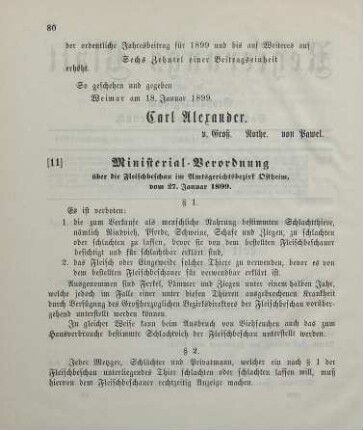 80
der ordentliche Jahresbeitrag für 1899 und bis auf Weiteres auf
Sechs Zehntel einer Beitragseinheit
erhöht.
So geschehen und gegeben
Weimar am 18. Januar 1899.
Carl Alexander.
v. Groß. Rothe. von Pawel.
[11] Ministerial-Verordnung
über die Fleischbeschau im Amtsgerichtsbezirk Ostheim,
vom 27. Januar 1899.
§ 1.
Es ist verboten:
1. die zum Verkaufe als menschliche Nahrung bestimmten Schlachtthiere,
nämlich Rindvieh, Pferde, Schweine, Schafe und Ziegen, zu schlachten
oder schlachten zu lassen, bevor sie von dem bestellten Fleischbeschauer
besichtigt und für schlachtbar erklärt sind,
2. das Fleisch oder Eingeweide solcher Thiere zu verwenden, bevor es von
dem bestellten Fleischbeschauer für verwendbar erklärt ist.
Ausgenommen sind Ferkel, Lämmer und Ziegen unter einem halben Jahr,
welche jedoch im Falle einer unter diesen Thieren ausgebrochenen Krankheit
durch Verfügung des Großherzoglichen Bezirksdirektors der Fleischbeschau vorüber-
gehend unterstellt werden können.
In gleicher Weise kann beim Ausbruch von Viehseuchen auch das zum
Hausverbrauche bestimmte Schlachtvieh der Fleischbeschau unterstellt werden.
§ 2.
Jeder Metzger, Schlächter und Privatmann, welcher ein nach § 1 der
Fleischbeschau unterliegendes Thier schlachten oder schlachten lassen will, muß
hiervon dem Fleischbeschauer rechtzeitig Anzeige machen.